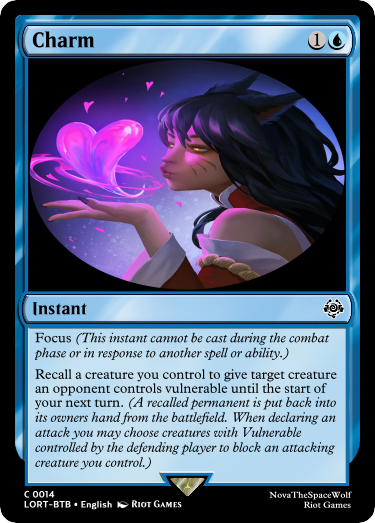 Charm 1
Instant
Focus (This instant cannot be cast during the combat
phase or in response to another spell or ability.)
Recall a creature you control to give target creature
an opponent controls vulnerable until the start of
your next turn. (A recalled permanent is put back into
its owners hand from the battlefield. When declaring an
attack you may choose creatures with Vulnerable
controlled by the defending player to block an attacking
creature you control.)
C 0014
LORT-BTB • English Riot Games
NovaTheSpaceWolf
Riot Games